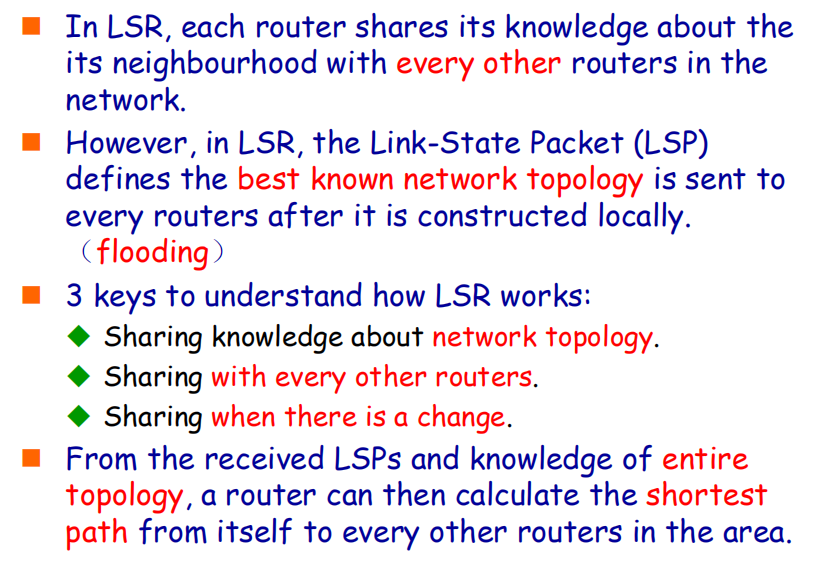 In LSR, each router shares its knowledge about the
its neighbourhood with every other routers in the
network.
However, in LSR, the Link-State Packet (LSP)
defines the best known network topology is sent to
every routers after it is constructed locally.
（flooding）
3 keys to understand how LSR works:
Sharing knowledge about network topology.
Sharing with every other routers.
Sharing when there is a change.
From the received LSPs and knowledge of entire
topology, a router can then calculate the shortest
path from itself to every other routers in the area.